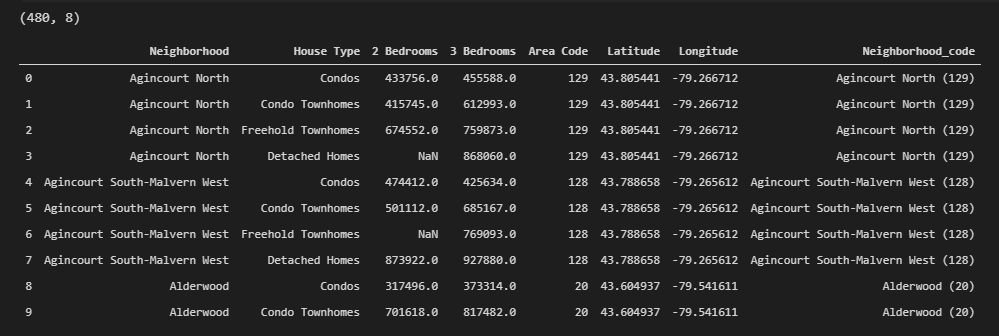 (480, 8)
Neighborhood House Type 2 Bedrooms 3 Bedrooms Area Code Latitude Longitude Neighborhood_code
0 Agincourt North Condos 433756.0 455588.0 129 43.805441 -79.266712 Agincourt North (129)
1 Agincourt North Condo Townhomes 415745.0 612993.0 129 43.805441 -79.266712 Agincourt North (129)
2 Agincourt North Freehold Townhomes 674552.0 759873.0 129 43.805441 -79.266712 Agincourt North (129)
3 Agincourt North Detached Homes NaN 868060.0 129 43.805441 -79.266712 Agincourt North (129)
4 Agincourt South-Malvern West Condos 474412.0 425634.0 128 43.788658 -79.265612 Agincourt South-Malvern West (128)
5 Agincourt South-Malvern West Condo Townhomes 501112.0 685167.0 128 43.788658 -79.265612 Agincourt South-Malvern West (128)
6 Agincourt South-Malvern West Freehold Townhomes NaN 769093.0 128 43.788658 -79.265612 Agincourt South-Malvern West (128)
7 Agincourt South-Malvern West Detached Homes 873922.0 927880.0 128 43.788658 -79.265612 Agincourt South-Malvern West (128)
8 Alderwood Condos 317496.0 373314.0 20 43.604937 -79.541611 Alderwood (20)
9 Alderwood Condo Townhomes 701618.0 817482.0 20 43.604937 -79.541611 Alderwood (20)